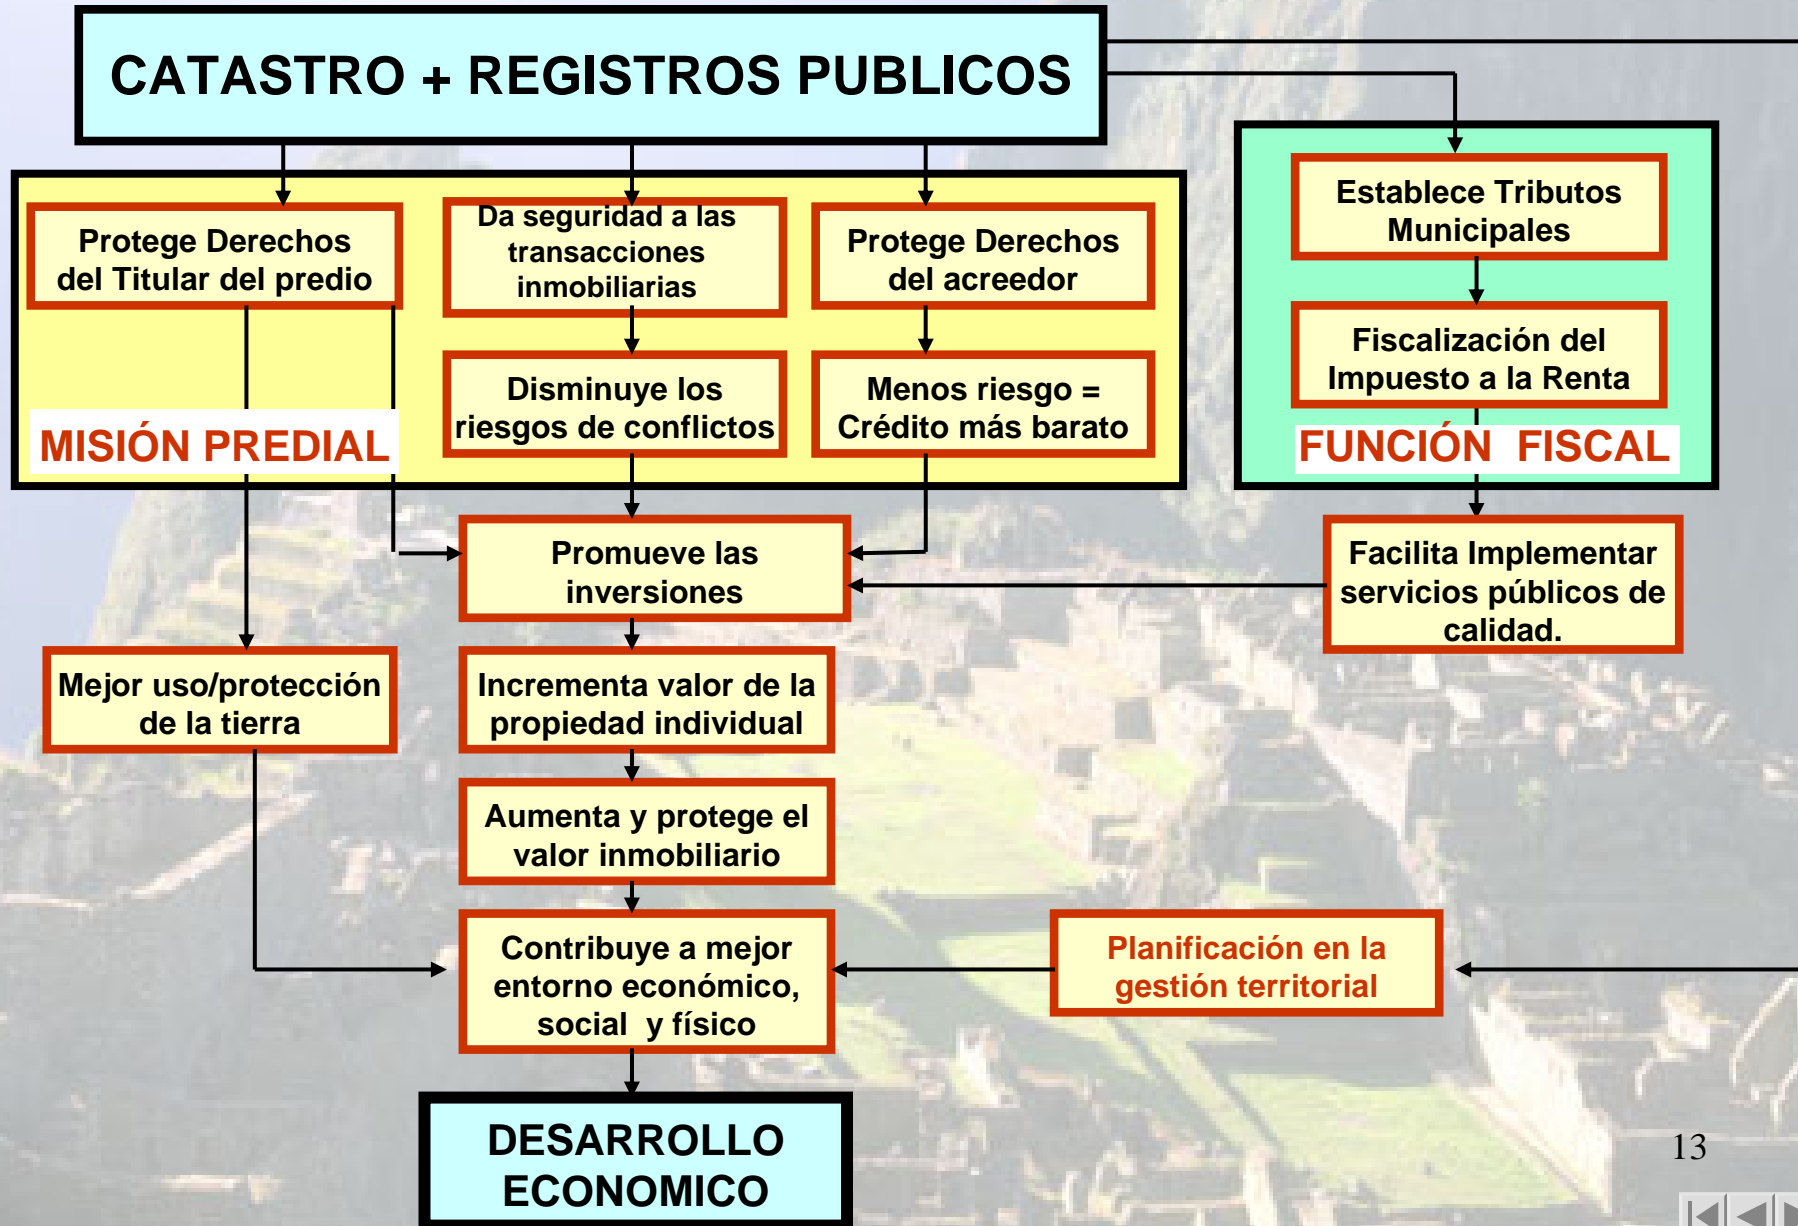 CATASTRO + REGISTROS PUBLICOS
Protege Derechos
del Titular del predio
Da seguridad a las
transacciones
inmobiliarias
Protege Derechos
del acreedor
Establece Tributos
Municipales
Disminuye los
riesgos de conflictos
Menos riesgo =
Crédito más barato
Fiscalización del
Impuesto a la Renta
MISIÓN PREDIAL
FUNCIÓN FISCAL
Promueve las
inversiones
Facilita Implementar
servicios públicos de
calidad.
Mejor uso/protección
de la tierra
Incrementa valor de la
propiedad individual
Aumenta y protege el
valor inmobiliario
Contribuye a mejor
entorno económico,
social y físico
Planificación en la
gestión territorial
DESARROLLO
ECONOMICO
13